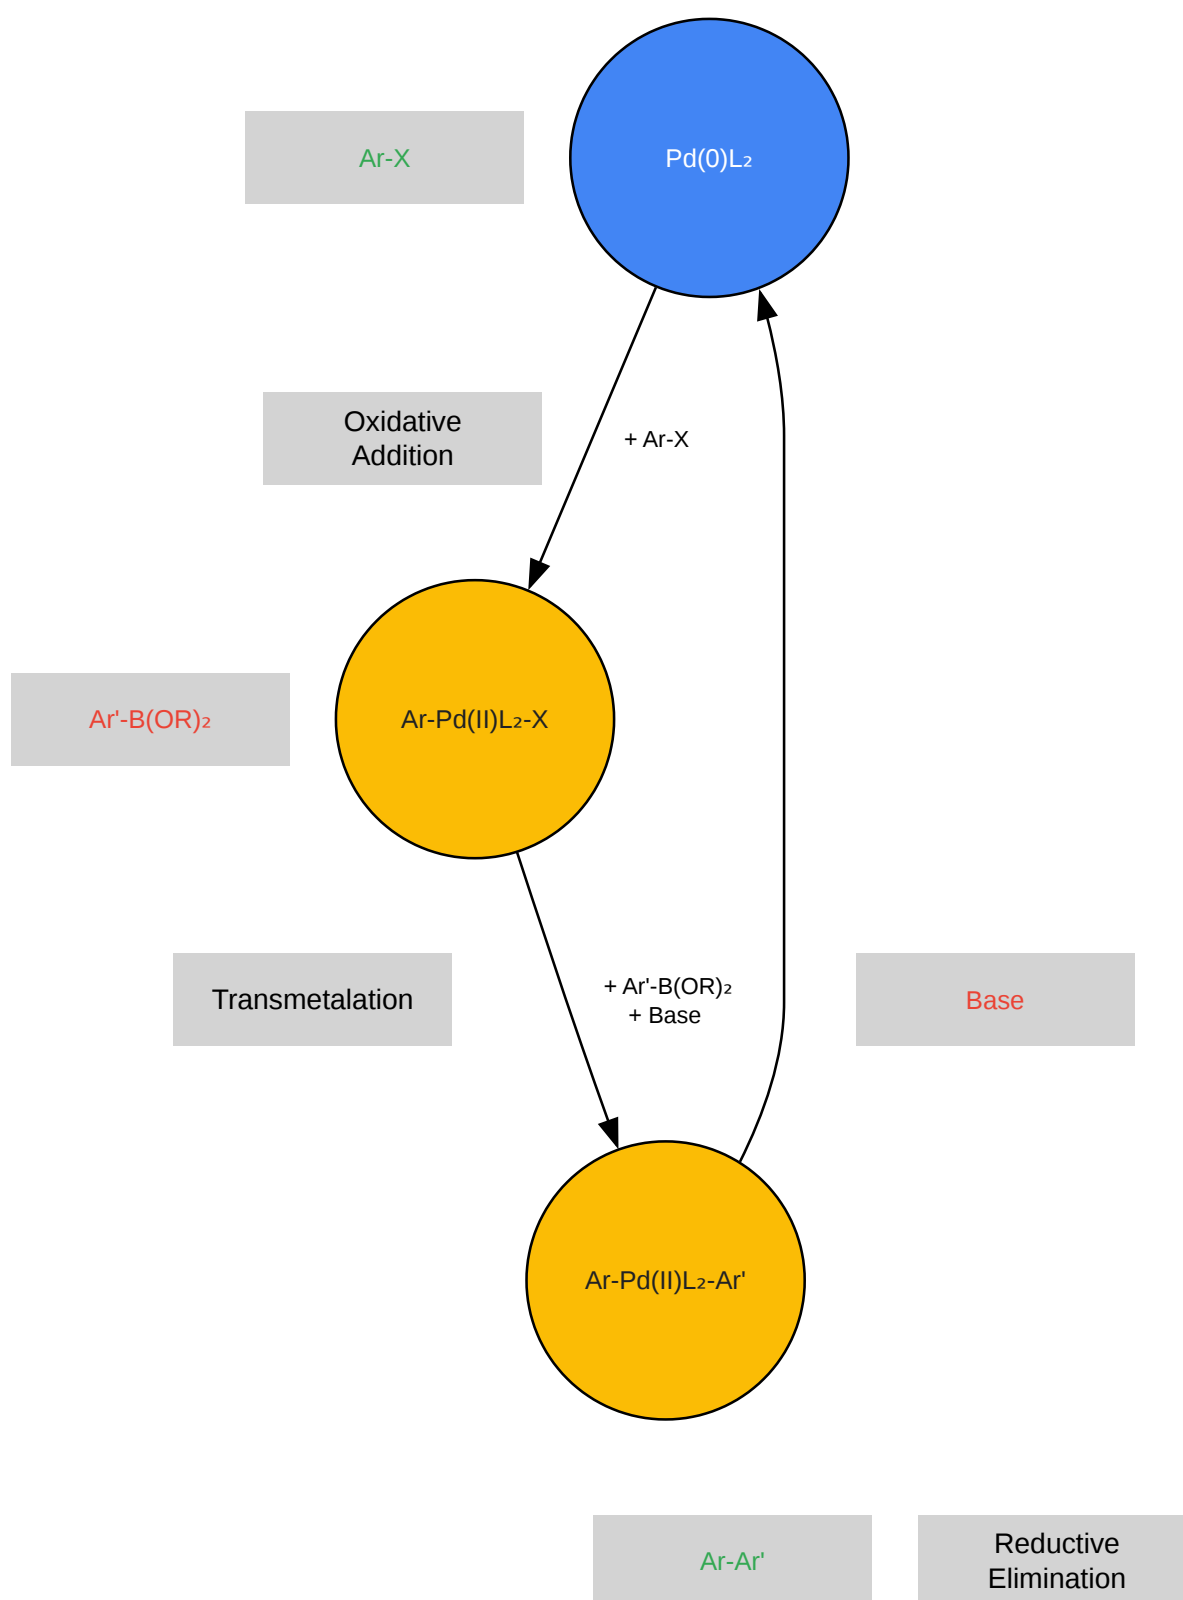 Ar-X
Pd(0)L₂
Oxidative
Addition
+ Ar-X
Ar'-B(OR)₂
Ar-Pd(II)L₂-X
Transmetalation
+ Ar'-B(OR)₂
+ Base
Base
Ar-Pd(II)L₂-Ar'
Ar-Ar'
Reductive
Elimination